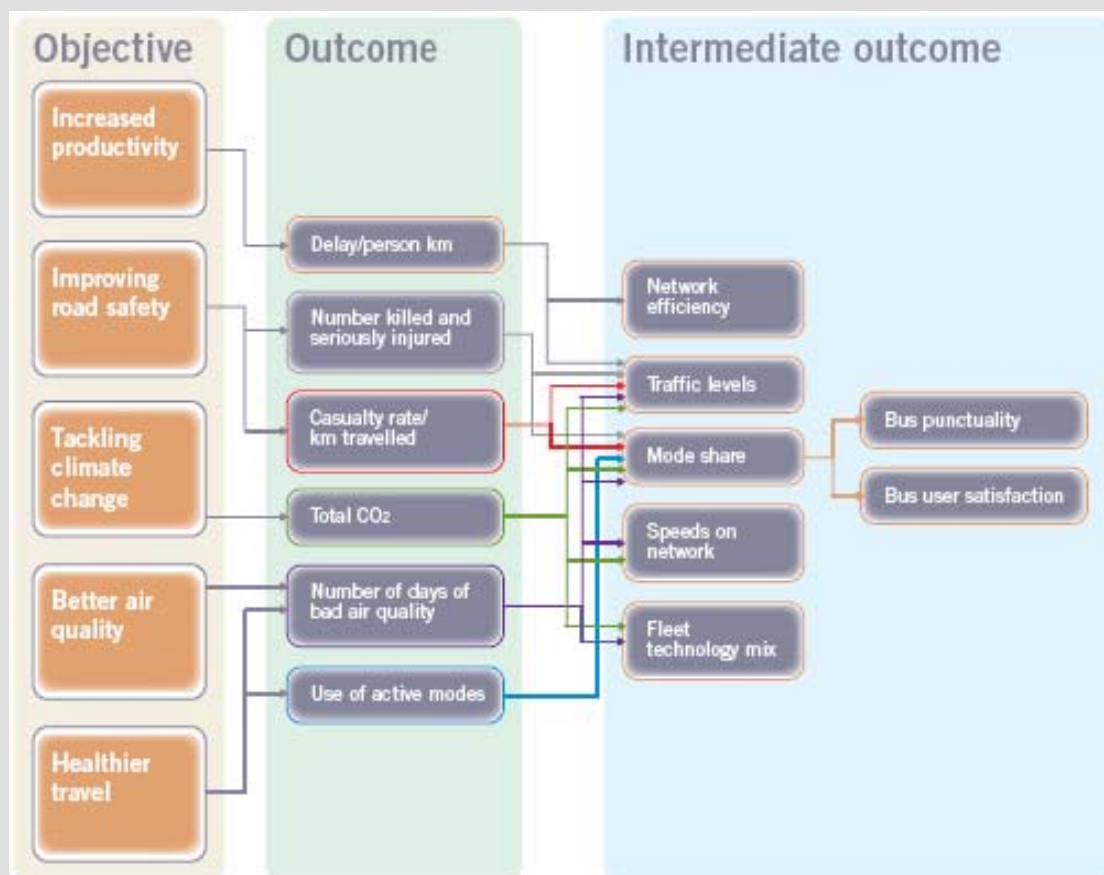 Objective
Increased
productivity
Improving
road safety
Tackling
climate
change
Better air
quality
Healthier
travel
Outcome
Delay/person km
Number killed and
seriously injured
Casualty rate/
km travelled
Total CO₂
Number of days of
bad air quality
Use of active modes
Intermediate outcome
Network
efficiency
Traffic levels
Mode share
Speeds on
network
Fleet
technology mix
Bus punctuality
Bus user satisfaction